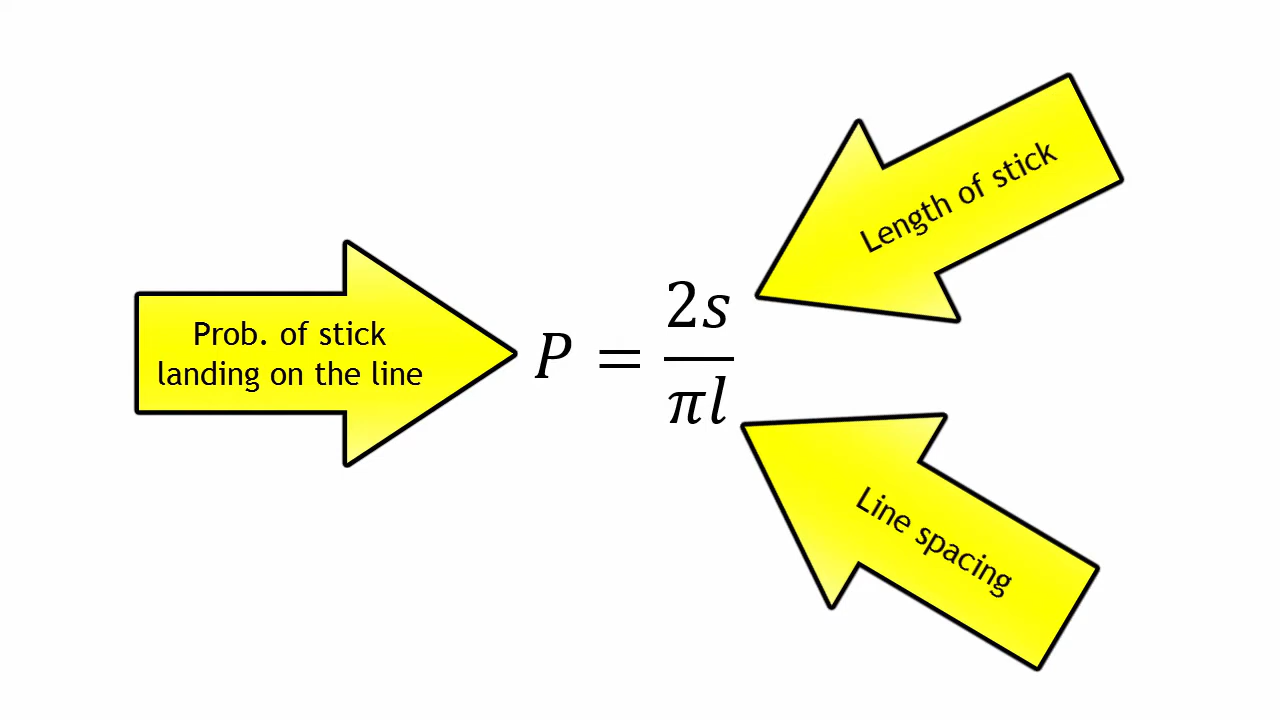 Prob. of stick
landing on the line
P = 2s
πl
Length of stick
Line spacing